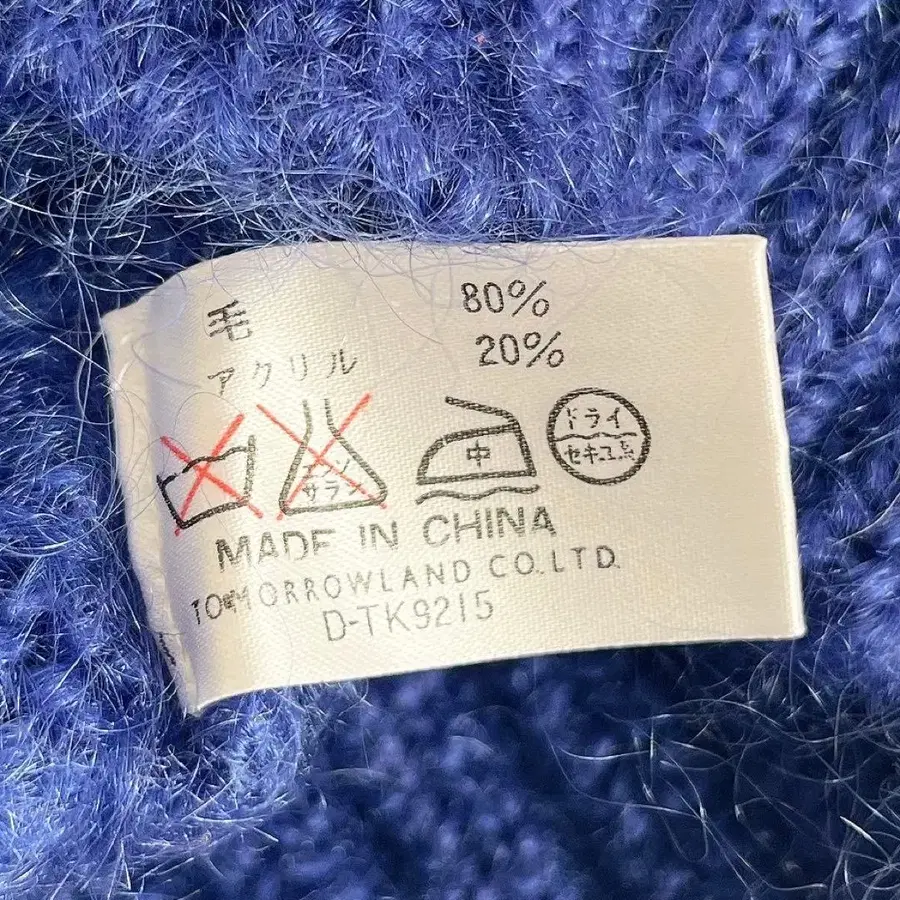 毛 80%
アクリル 20%
エンソ サラシ 中 ドライ セキユ系
MADE IN CHINA
TOMORROWLAND CO.LTD.
D-TK9215